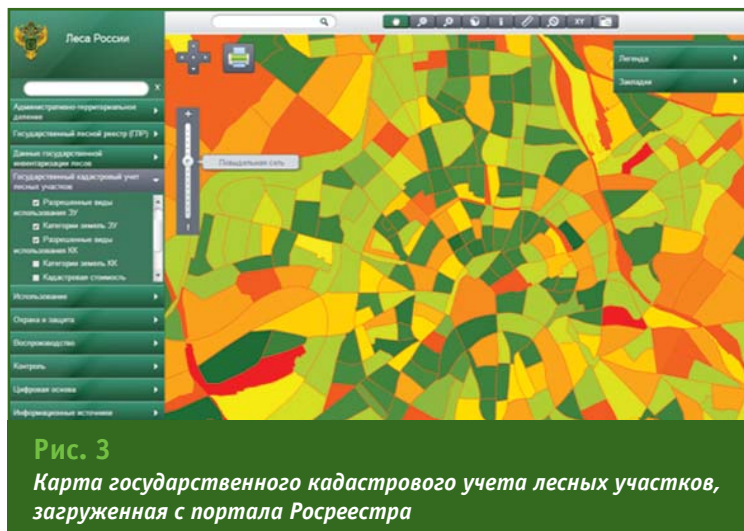 Леса России
X
Административно-территориальное
деление
Государственный лесной реестр (ГЛР)
Данные государственной
инвентаризации лесов
Государственный кадастровый учет
лесных участков
Разрешенные виды
использования ЗУ
Категории земель ЗУ
Разрешенные виды
использования КК
Категории земель КК
Кадастровая стоимость
Использование
Охрана и защита
Воспроизводство
Контроль
Цифровая основа
Информационные источники
XY
Легенда
Закладки
Повыдельная сеть
Рис. 3
Карта государственного кадастрового учета лесных участков,
загруженная с портала Росреестра